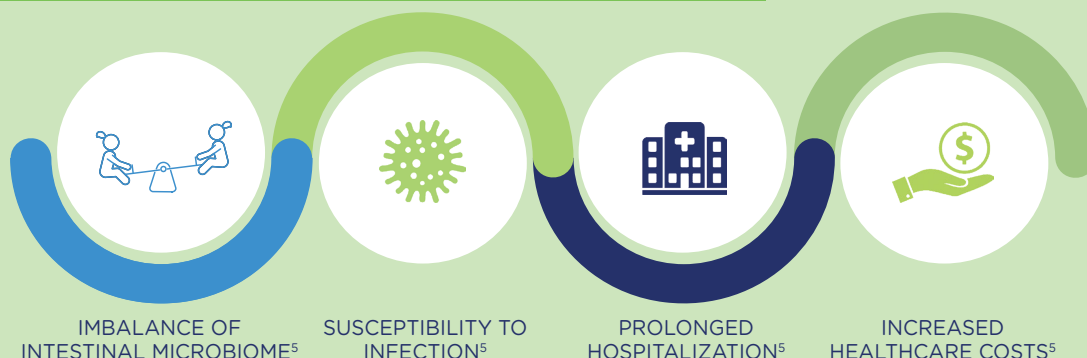 $
IMBALANCE OF
INTESTINAL MICROBIOME⁵
SUSCEPTIBILITY TO
INFECTION⁵
PROLONGED
HOSPITALIZATION⁵
INCREASED
HEALTHCARE COSTS⁵